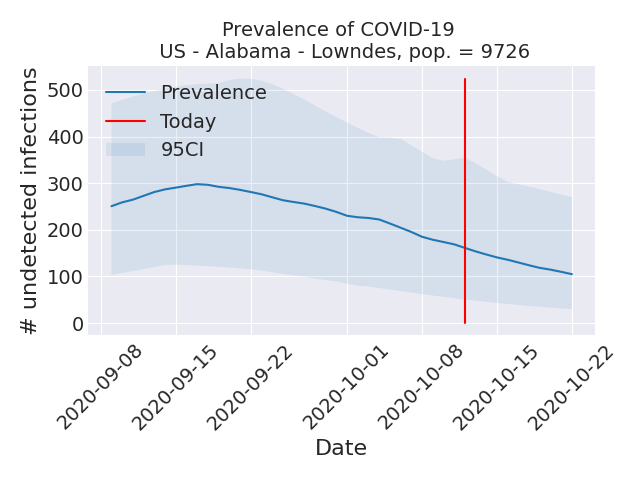 Prevalence of COVID-19
US - Alabama - Lowndes, pop. = 9726
# undetected infections
500
400
300
200
100
0
Prevalence
Today
95CI
2020-09-08
2020-09-15
2020-09-22
2020-10-01
2020-10-08
2020-10-15
2020-10-22
Date